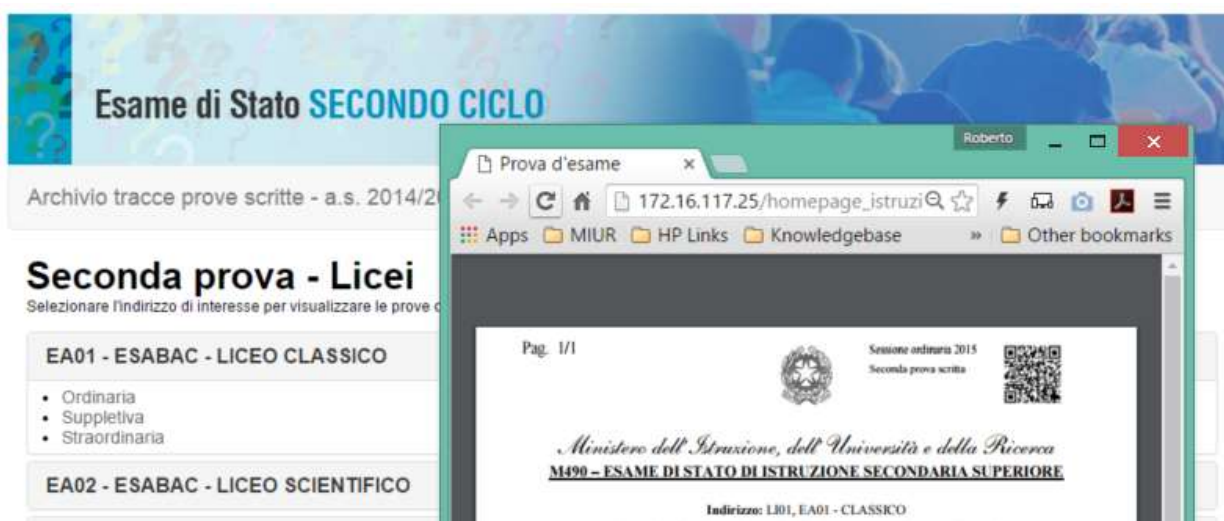 Esame di Stato SECONDO CICLO
Archivio tracce prove scritte - a.s. 2014/2
Seconda prova - Licei
Selezionare l'indirizzo di interesse per visualizzare le prove
EA01 - ESABAC - LICEO CLASSICO
Ordinaria
Suppletiva
Straordinaria
EA02 - ESABAC - LICEO SCIENTIFICO
Roberto
Prova d'esame
172.16.117.25/homepage_istruzi
Apps MIUR HP Links Knowledgebase » Other bookmarks
Pag. 1/1
Sessione ordinaria 2015
Seconda prova scritta
Ministero dell'Istruzione, dell'Università e della Ricerca
M490 – ESAME DI STATO DI ISTRUZIONE SECONDARIA SUPERIORE
Indirizzo: LI01, EA01 - CLASSICO